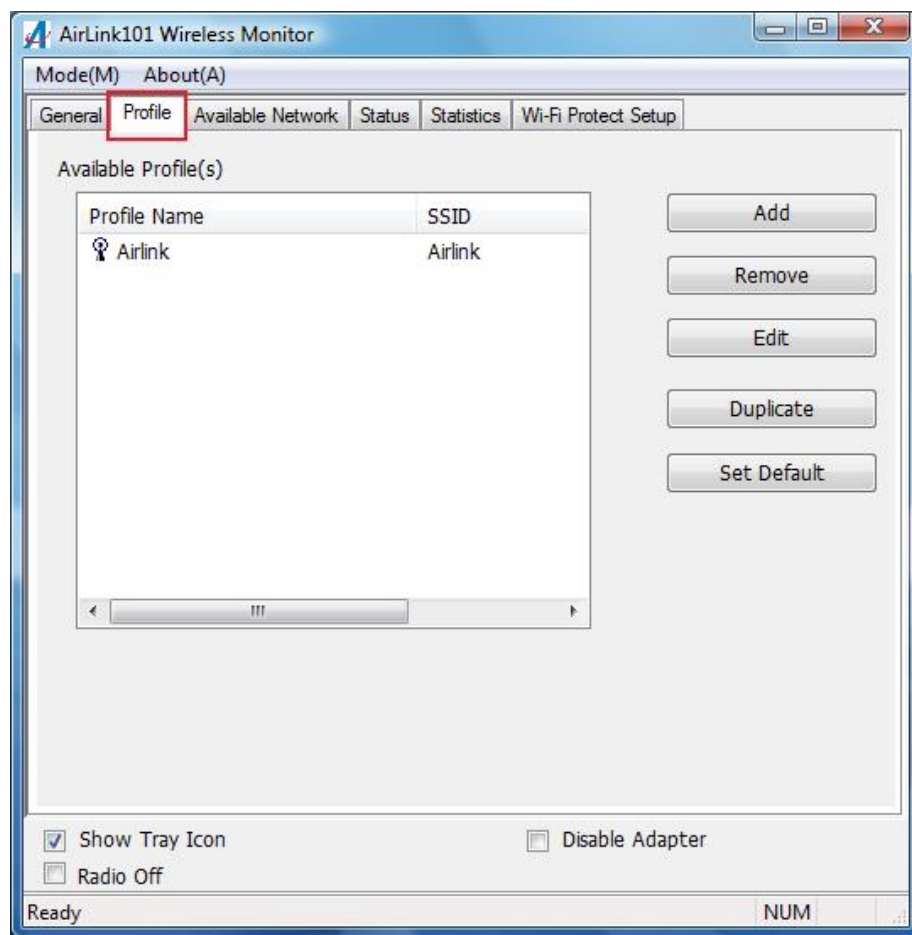 AirLink101 Wireless Monitor
Mode(M) About(A)
General Profile Available Network Status Statistics Wi-Fi Protect Setup
Available Profile(s)
Profile Name SSID
Airlink Airlink
Add
Remove
Edit
Duplicate
Set Default
Show Tray Icon Disable Adapter
Radio Off
Ready NUM